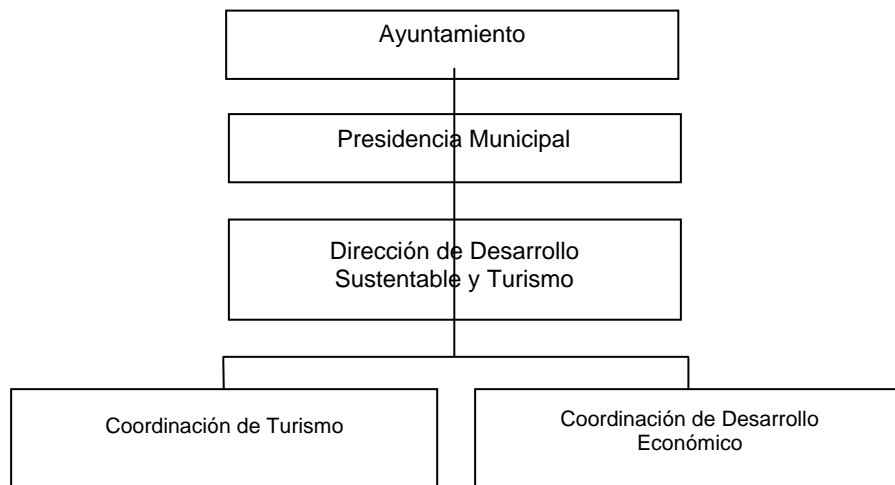 Ayuntamiento
Presidencia Municipal
Dirección de Desarrollo
Sustentable y Turismo
Coordinación de Turismo
Coordinación de Desarrollo
Económico